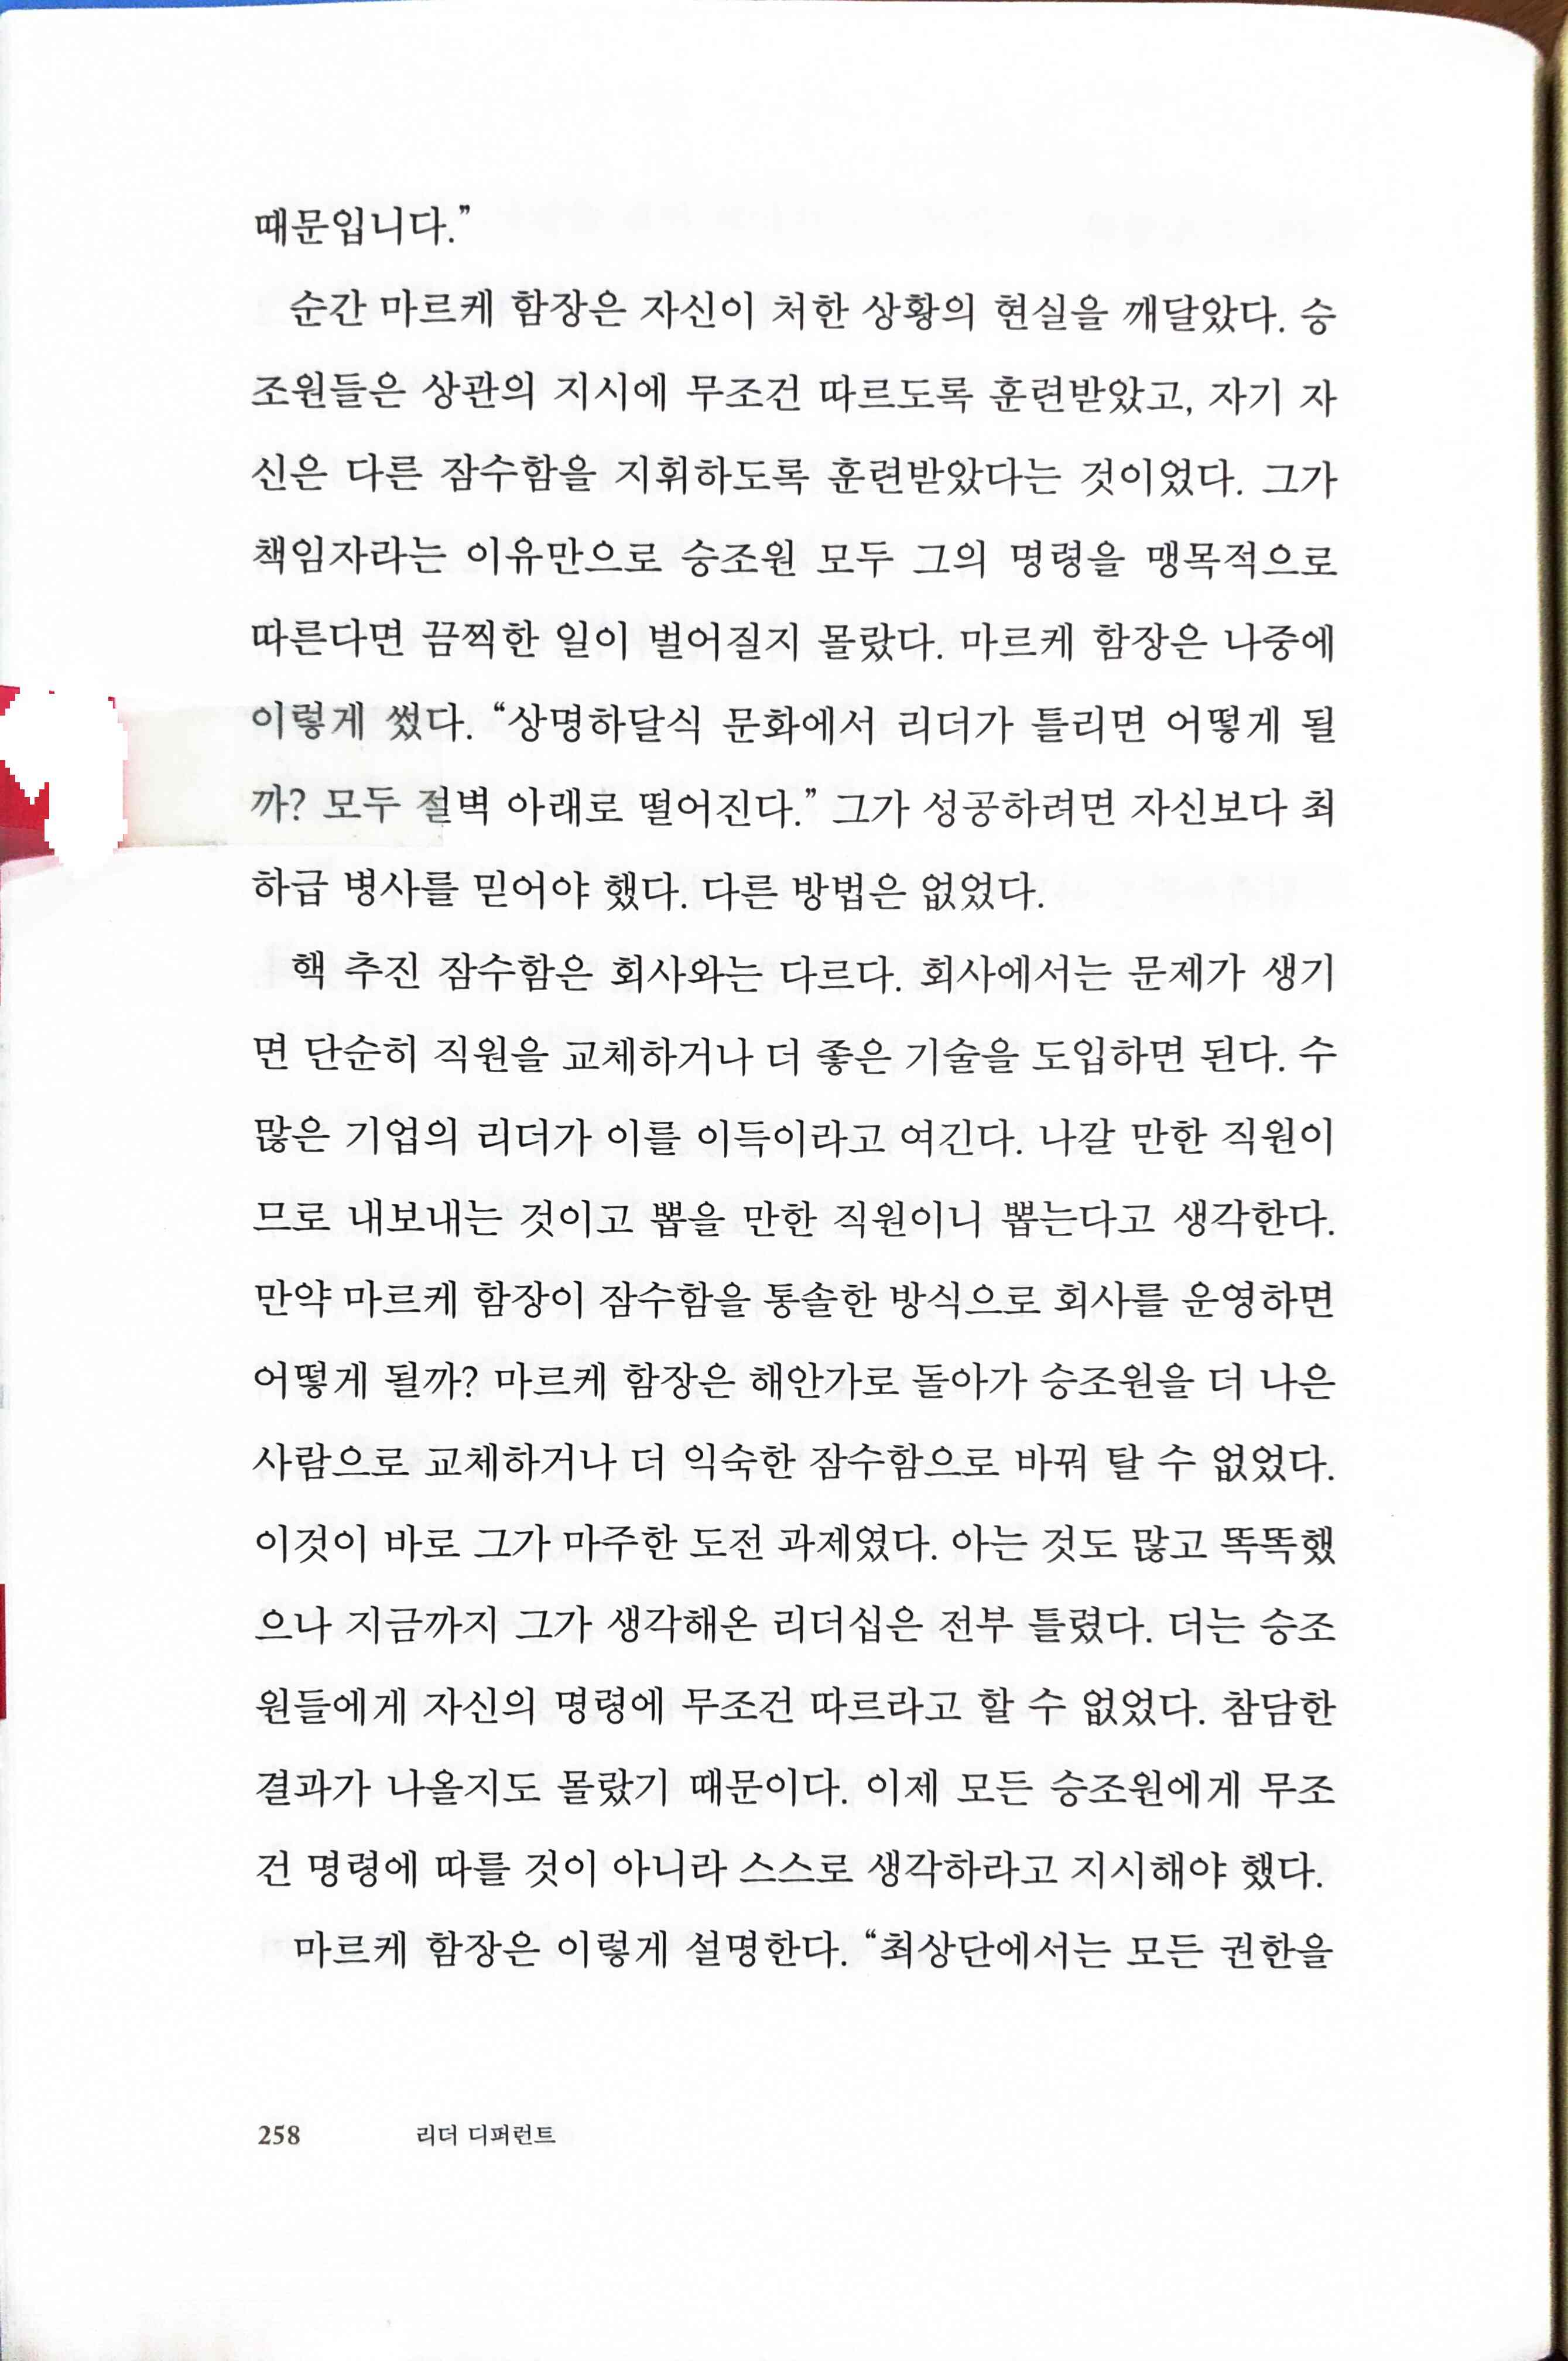 때문입니다.”
순간 마르케 함장은 자신이 처한 상황의 현실을 깨달았다. 승
조원들은 상관의 지시에 무조건 따르도록 훈련받았고, 자기 자
신은 다른 잠수함을 지휘하도록 훈련받았다는 것이었다. 그가
책임자라는 이유만으로 승조원 모두 그의 명령을 맹목적으로
따른다면 끔찍한 일이 벌어질지 몰랐다. 마르케 함장은 나중에
이렇게 썼다. “상명하달식 문화에서 리더가 틀리면 어떻게 될
까? 모두 절벽 아래로 떨어진다.” 그가 성공하려면 자신보다 최
하급 병사를 믿어야 했다. 다른 방법은 없었다.
핵 추진 잠수함은 회사와는 다르다. 회사에서는 문제가 생기
면 단순히 직원을 교체하거나 더 좋은 기술을 도입하면 된다. 수
많은 기업의 리더가 이를 이득이라고 여긴다. 나갈 만한 직원이
므로 내보내는 것이고 뽑을 만한 직원이니 뽑는다고 생각한다.
만약 마르케 함장이 잠수함을 통솔한 방식으로 회사를 운영하면
어떻게 될까? 마르케 함장은 해안가로 돌아가 승조원을 더 나은
사람으로 교체하거나 더 익숙한 잠수함으로 바꿔 탈 수 없었다.
이것이 바로 그가 마주한 도전 과제였다. 아는 것도 많고 똑똑했
으나 지금까지 그가 생각해온 리더십은 전부 틀렸다. 더는 승조
원들에게 자신의 명령에 무조건 따르라고 할 수 없었다. 참담한
결과가 나올지도 몰랐기 때문이다. 이제 모든 승조원에게 무조
건 명령에 따를 것이 아니라 스스로 생각하라고 지시해야 했다.
마르케 함장은 이렇게 설명한다. “최상단에서는 모든 권한을
258 리더 디퍼런트